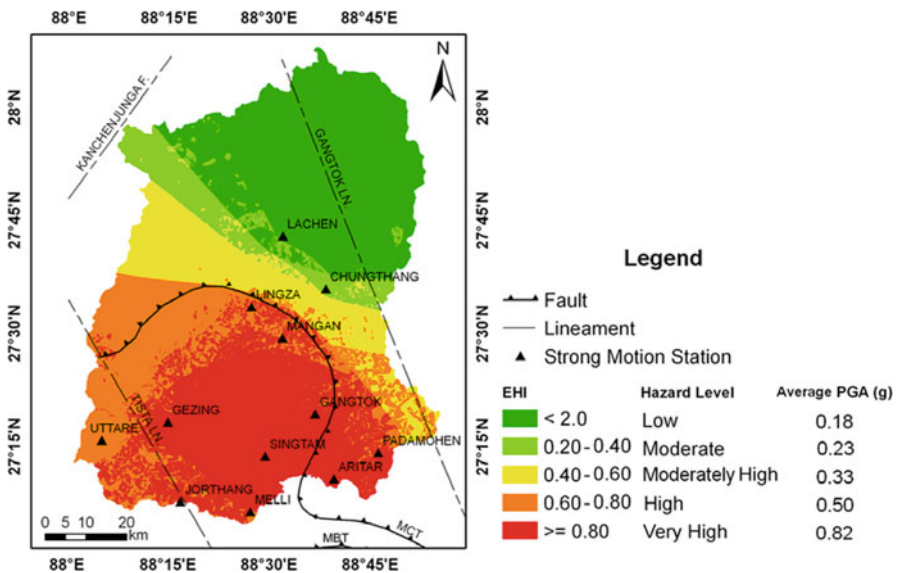 88°E 88°15'E 88°30'E 88°45'E
N
KANCHENJUNGA F.
GANGTOK LN.
28°N
28°N
27°45'N
27°45'N
LACHEN
CHUNGTHANG
LINGZA
27°30'N
27°30'N
MANGAN
TISTA LN.
GEZING
GANGTOK
UTTARE
PADAMCHEN
27°15'N
27°15'N
SINGTAM
ARITAR
JORTHANG
MELLI
0 5 10 20
km
MCT
MBT
88°E 88°15'E 88°30'E 88°45'E
Legend
Fault
Lineament
Strong Motion Station
EHI Hazard Level Average PGA (g)
< 2.0 Low 0.18
0.20 - 0.40 Moderate 0.23
0.40 - 0.60 Moderately High 0.33
0.60 - 0.80 High 0.50
>= 0.80 Very High 0.82